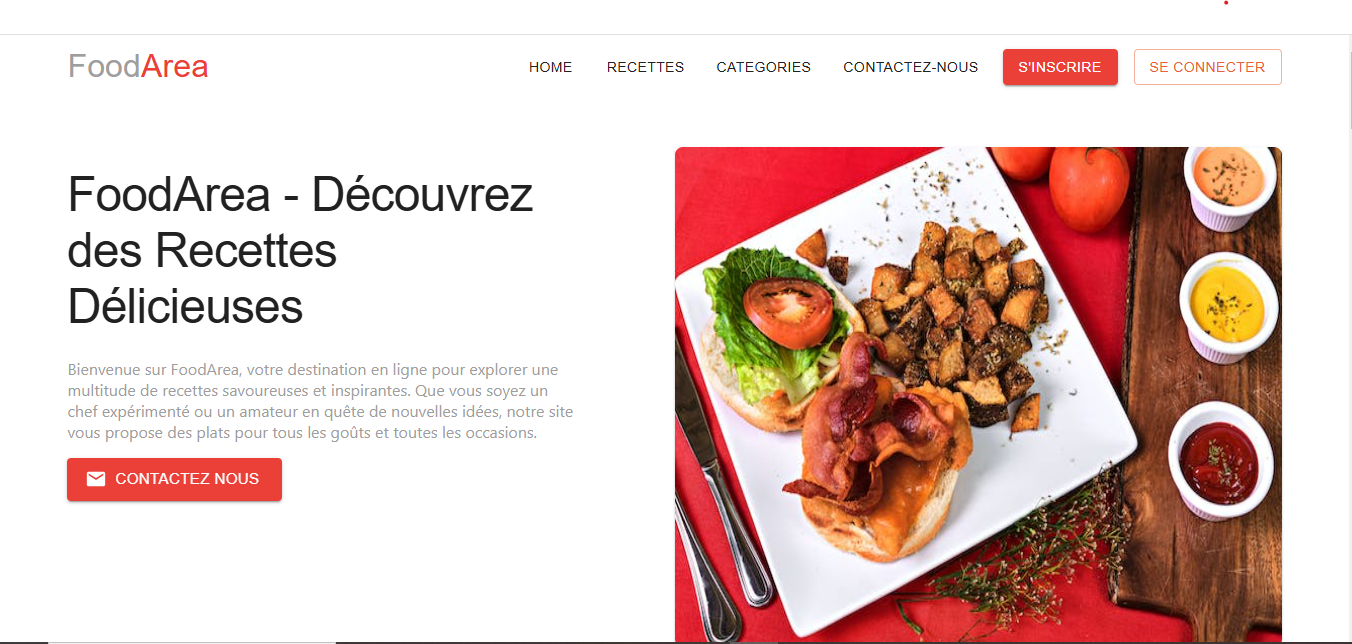 FoodArea
HOME RECETTES CATEGORIES CONTACTEZ-NOUS S'INSCRIRE SE CONNECTER
FoodArea - Découvrez
des Recettes
Délicieuses
Bienvenue sur FoodArea, votre destination en ligne pour explorer une
multitude de recettes savoureuses et inspirantes. Que vous soyez un
chef expérimenté ou un amateur en quête de nouvelles idées, notre site
vous propose des plats pour tous les goûts et toutes les occasions.
CONTACTEZ NOUS